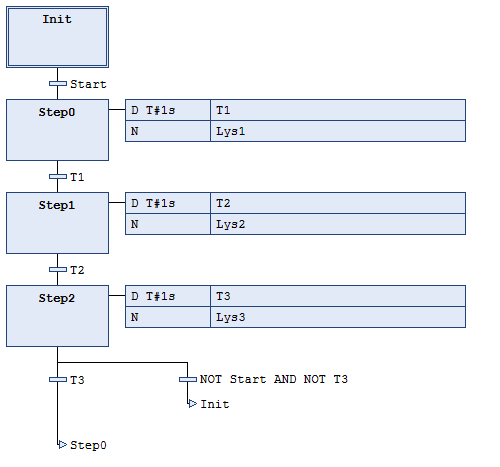 Init
Start
Step0
D T#1s T1
N Lys1
T1
Step1
D T#1s T2
N Lys2
T2
Step2
D T#1s T3
N Lys3
T3
NOT Start AND NOT T3
Init
Step0